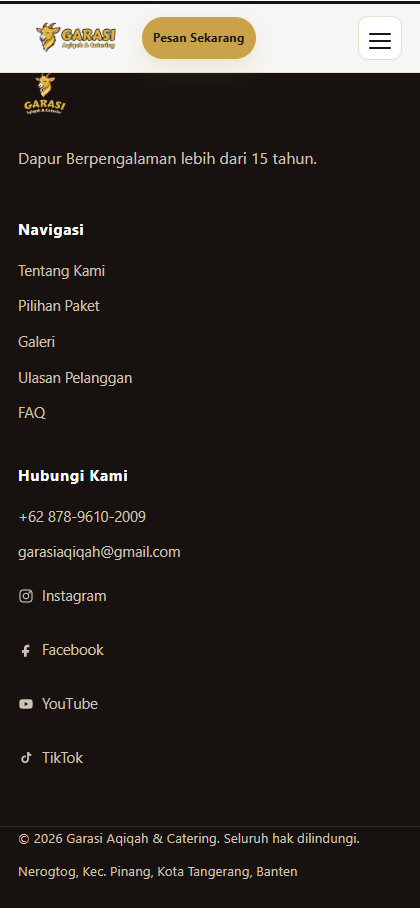 GARASI
Aqiqah & Catering
Pesan Sekarang
GARASI
Aqiqah & Catering
Dapur Berpengalaman lebih dari 15 tahun.
Navigasi
Tentang Kami
Pilihan Paket
Galeri
Ulasan Pelanggan
FAQ
Hubungi Kami
+62 878-9610-2009
garasiaqiqah@gmail.com
Instagram
Facebook
YouTube
TikTok
© 2026 Garasi Aqiqah & Catering. Seluruh hak dilindungi.
Nerogtog, Kec. Pinang, Kota Tangerang, Banten